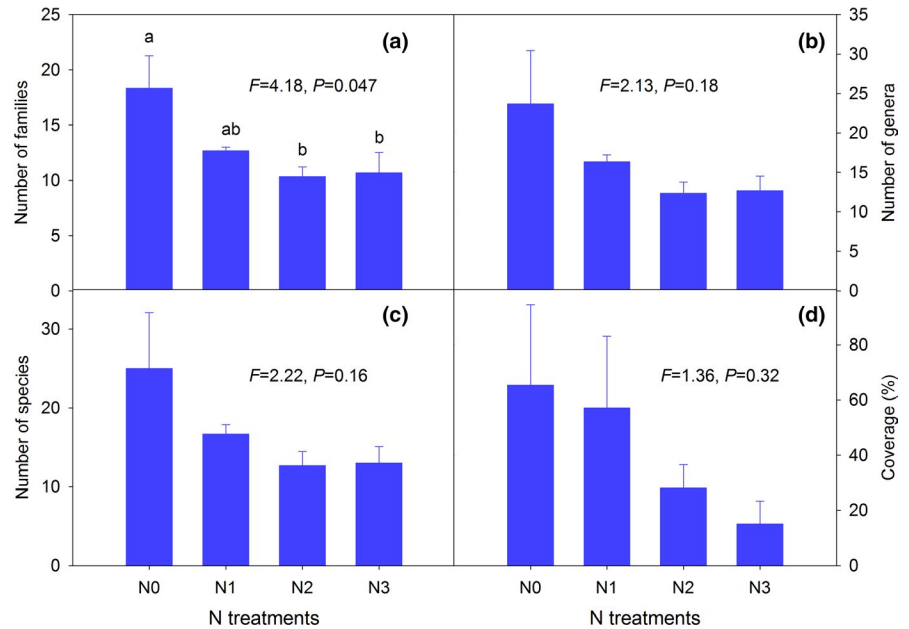 25
20
15
10
5
0
Number of families
a
ab
b
b
(a)
F=4.18, P=0.047
(b)
F=2.13, P=0.18
35
30
25
20
15
10
5
0
Number of genera
30
20
10
0
Number of species
(c)
F=2.22, P=0.16
N0 N1 N2 N3
N treatments
(d)
F=1.36, P=0.32
80
60
40
20
0
Coverage (%)
N0 N1 N2 N3
N treatments